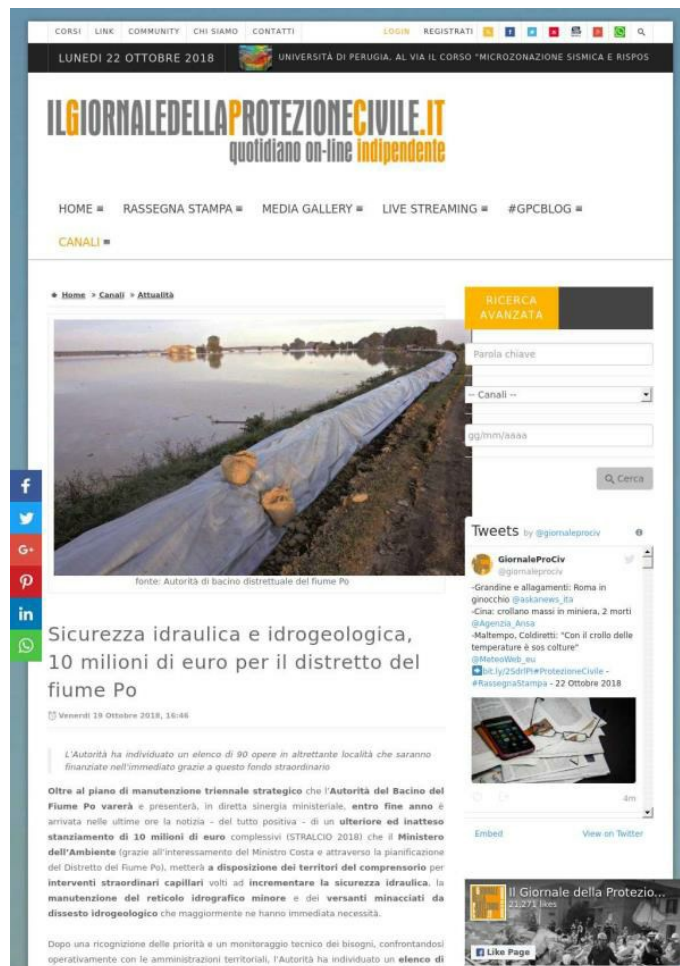 CORSI LINK COMMUNITY CHI SIAMO CONTATTI LOGIN REGISTRATI
LUNEDI 22 OTTOBRE 2018 UNIVERSITÀ DI PERUGIA, AL VIA IL CORSO "MICROZONAZIONE SISMICA E RISPOS
ILGIORNALEDELLAPROTEZIONECIVILE.IT
quotidiano on-line indipendente
HOME RASSEGNA STAMPA MEDIA GALLERY LIVE STREAMING #GPCBLOG
CANALI
Home > Canali > Attualità
fonte: Autorità di bacino distrettuale del fiume Po
Sicurezza idraulica e idrogeologica,
10 milioni di euro per il distretto del
fiume Po
Venerdi 19 Ottobre 2018, 16:46
L'Autorità ha individuato un elenco di 90 opere in altrettante località che saranno
finanziate nell'immediato grazie a questo fondo straordinario
Oltre al piano di manutenzione triennale strategico che l'Autorità del Bacino del
Fiume Po varerà e presenterà, in diretta sinergia ministeriale, entro fine anno è
arrivata nelle ultime ore la notizia - del tutto positiva - di un ulteriore ed inatteso
stanziamento di 10 milioni di euro complessivi (STRALCIO 2018) che il Ministero
dell'Ambiente (grazie all'interessamento del Ministro Costa e attraverso la pianificazione
del Distretto del Fiume Po), metterà a disposizione dei territori del comprensorio per
interventi straordinari capillari volti ad incrementare la sicurezza idraulica, la
manutenzione del reticolo idrografico minore e dei versanti minacciati da
dissesto idrogeologico che maggiormente ne hanno immediata necessità.
Dopo una ricognizione delle priorità e un monitoraggio tecnico dei bisogni, confrontandosi
operativamente con le amministrazioni territoriali, l'Autorità ha individuato un elenco di
RICERCA
AVANZATA
Parola chiave
-- Canali --
gg/mm/aaaa
Cerca
Tweets by @giornaleprociv
GiornaleProCiv
@giornaleprociv
-Grandine e allagamenti: Roma in
ginocchio @askanews_ita
-Cina: crollano massi in miniera, 2 morti
@Agenzia_Ansa
-Maltempo, Coldiretti: "Con il crollo delle
temperature è sos colture"
@MeteoWeb_eu
bit.ly/2SdrlPl#ProtezioneCivile -
#RassegnaStampa - 22 Ottobre 2018
4m
Embed View on Twitter
Il Giornale della Protezio...
21,271 likes
Like Page